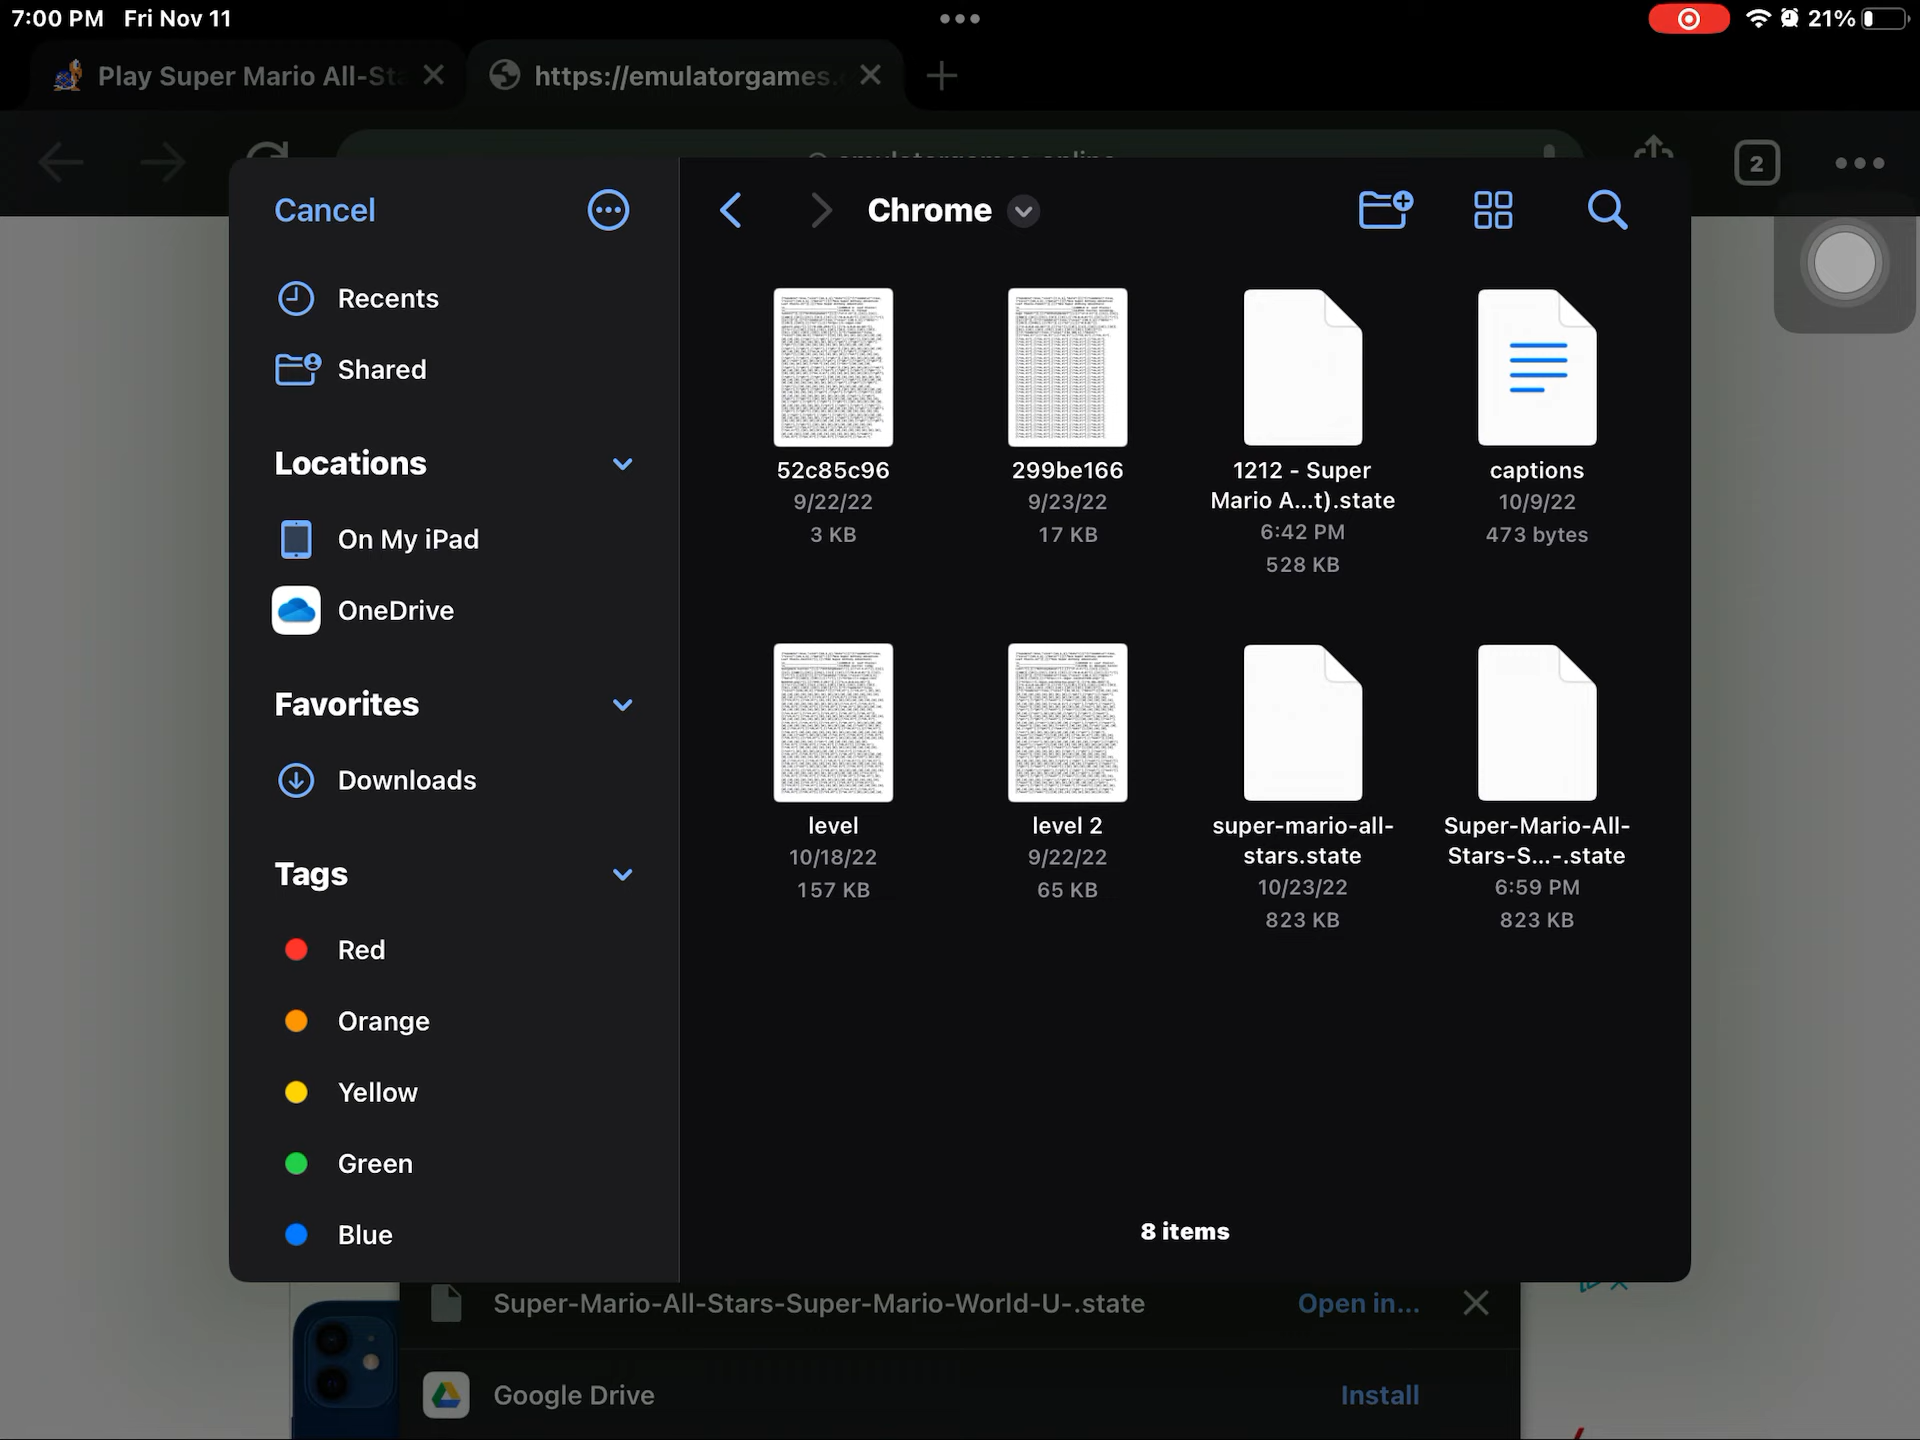 7:00 PM Fri Nov 11
21%
Play Super Mario All-Sta
https://emulatorgames.
2
Cancel
Chrome
Recents
Shared
Locations
On My iPad
OneDrive
Favorites
Downloads
Tags
Red
Orange
Yellow
Green
Blue
52c85c96
9/22/22
3 KB
299be166
9/23/22
17 KB
1212 - Super
Mario A...t).state
6:42 PM
528 KB
captions
10/9/22
473 bytes
level
10/18/22
157 KB
level 2
9/22/22
65 KB
super-mario-all-
stars.state
10/23/22
823 KB
Super-Mario-All-
Stars-S...-.state
6:59 PM
823 KB
8 items
Super-Mario-All-Stars-Super-Mario-World-U-.state
Open in...
Google Drive
Install